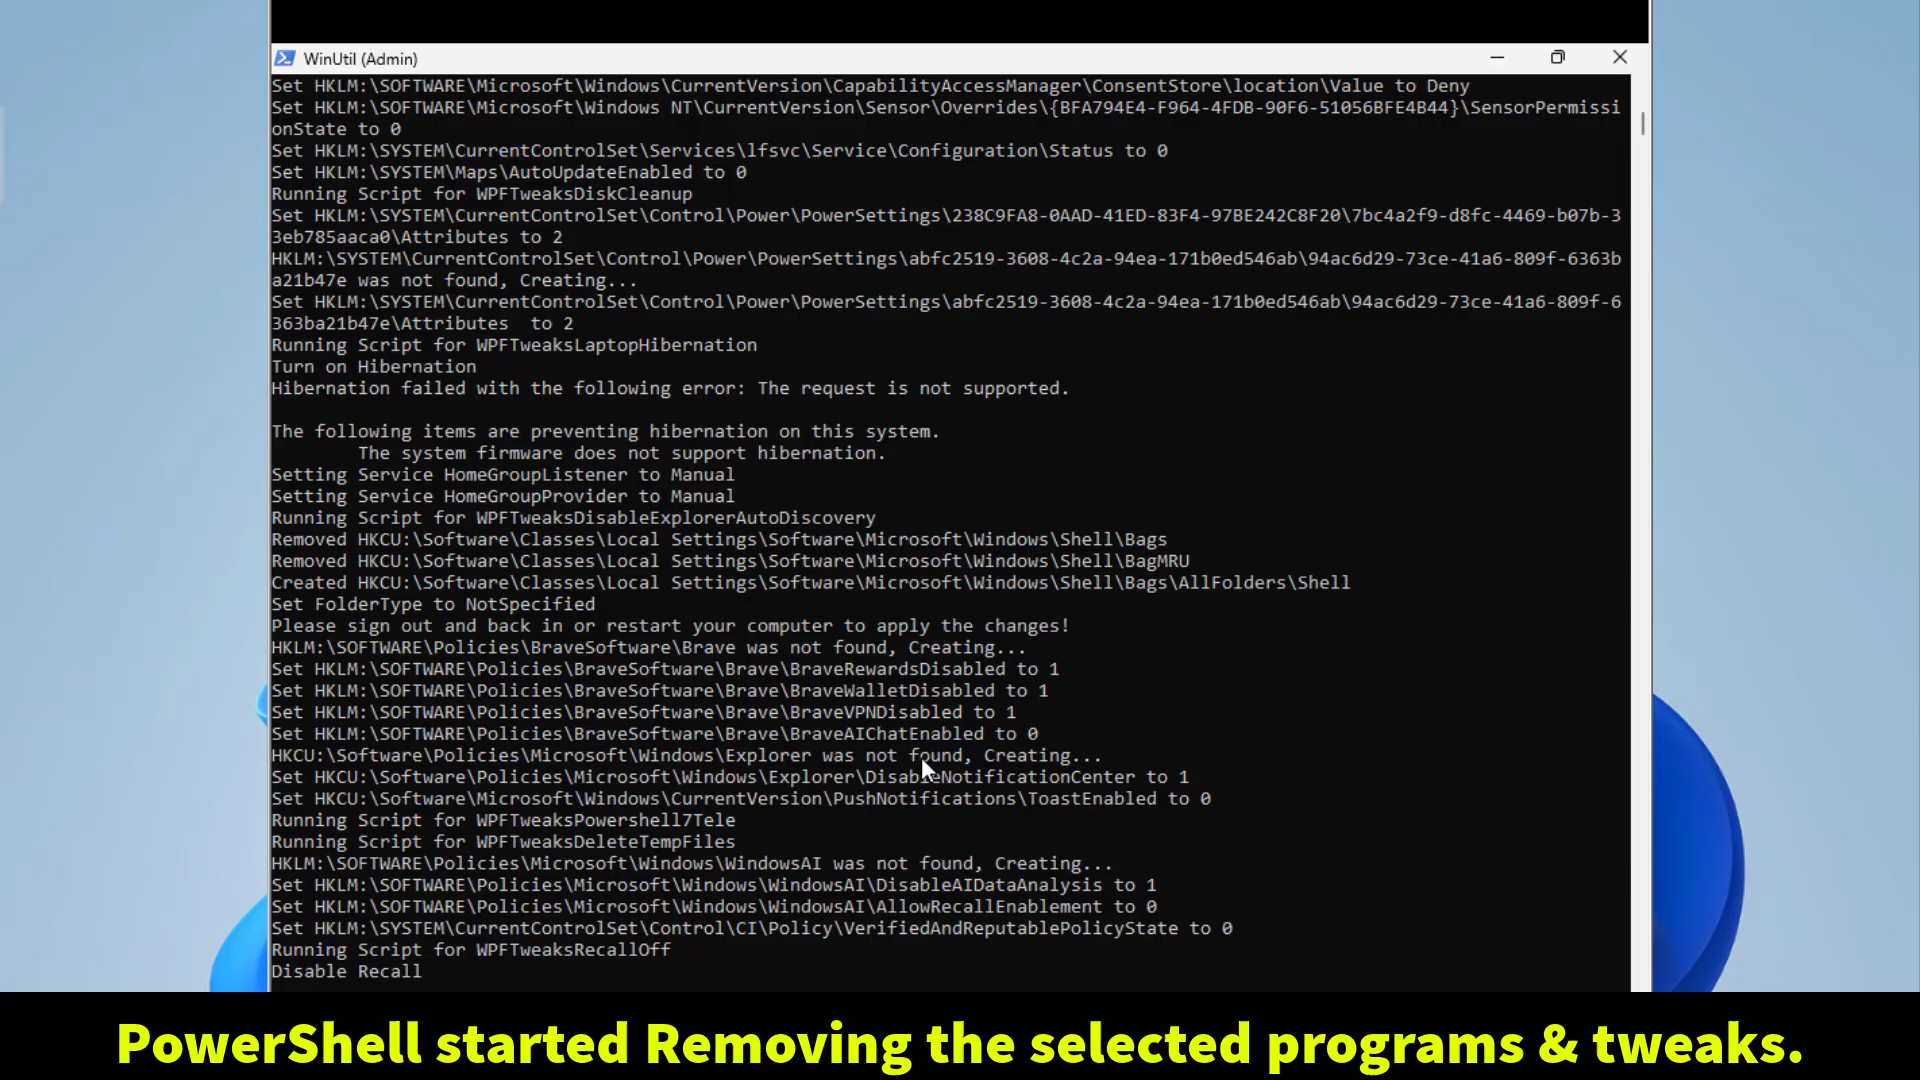 WinUtil (Admin)
Set HKLM:\SOFTWARE\Microsoft\Windows\CurrentVersion\CapabilityAccessManager\ConsentStore\location\Value to Deny
Set HKLM:\SOFTWARE\Microsoft\Windows NT\CurrentVersion\Sensor\Overrides\{BFA794E4-F964-4FDB-90F6-51056BFE4B44}\SensorPermissi
onState to 0
Set HKLM:\SYSTEM\CurrentControlSet\Services\lfsvc\Service\Configuration\Status to 0
Set HKLM:\SYSTEM\Maps\AutoUpdateEnabled to 0
Running Script for WPFTweaksDiskCleanup
Set HKLM:\SYSTEM\CurrentControlSet\Control\Power\PowerSettings\238C9FA8-0AAD-41ED-83F4-97BE242C8F20\7bc4a2f9-d8fc-4469-b07b-3
3eb785aaca0\Attributes to 2
HKLM:\SYSTEM\CurrentControlSet\Control\Power\PowerSettings\abfc2519-3608-4c2a-94ea-171b0ed546ab\94ac6d29-73ce-41a6-809f-6363b
a21b47e was not found, Creating...
Set HKLM:\SYSTEM\CurrentControlSet\Control\Power\PowerSettings\abfc2519-3608-4c2a-94ea-171b0ed546ab\94ac6d29-73ce-41a6-809f-6
363ba21b47e\Attributes  to 2
Running Script for WPFTweaksLaptopHibernation
Turn on Hibernation
Hibernation failed with the following error: The request is not supported.
The following items are preventing hibernation on this system.
The system firmware does not support hibernation.
Setting Service HomeGroupListener to Manual
Setting Service HomeGroupProvider to Manual
Running Script for WPFTweaksDisableExplorerAutoDiscovery
Removed HKCU:\Software\Classes\Local Settings\Software\Microsoft\Windows\Shell\Bags
Removed HKCU:\Software\Classes\Local Settings\Software\Microsoft\Windows\Shell\BagMRU
Created HKCU:\Software\Classes\Local Settings\Software\Microsoft\Windows\Shell\Bags\AllFolders\Shell
Set FolderType to NotSpecified
Please sign out and back in or restart your computer to apply the changes!
HKLM:\SOFTWARE\Policies\BraveSoftware\Brave was not found, Creating...
Set HKLM:\SOFTWARE\Policies\BraveSoftware\Brave\BraveRewardsDisabled to 1
Set HKLM:\SOFTWARE\Policies\BraveSoftware\Brave\BraveWalletDisabled to 1
Set HKLM:\SOFTWARE\Policies\BraveSoftware\Brave\BraveVPNDisabled to 1
Set HKLM:\SOFTWARE\Policies\BraveSoftware\Brave\BraveAIChatEnabled to 0
HKCU:\Software\Policies\Microsoft\Windows\Explorer was not found, Creating...
Set HKCU:\Software\Policies\Microsoft\Windows\Explorer\DisableNotificationCenter to 1
Set HKCU:\Software\Microsoft\Windows\CurrentVersion\PushNotifications\ToastEnabled to 0
Running Script for WPFTweaksPowershell7Tele
Running Script for WPFTweaksDeleteTempFiles
HKLM:\SOFTWARE\Policies\Microsoft\Windows\WindowsAI was not found, Creating...
Set HKLM:\SOFTWARE\Policies\Microsoft\Windows\WindowsAI\DisableAIDataAnalysis to 1
Set HKLM:\SOFTWARE\Policies\Microsoft\Windows\WindowsAI\AllowRecallEnablement to 0
Set HKLM:\SYSTEM\CurrentControlSet\Control\CI\Policy\VerifiedAndReputablePolicyState to 0
Running Script for WPFTweaksRecallOff
Disable Recall
PowerShell started Removing the selected programs & tweaks.